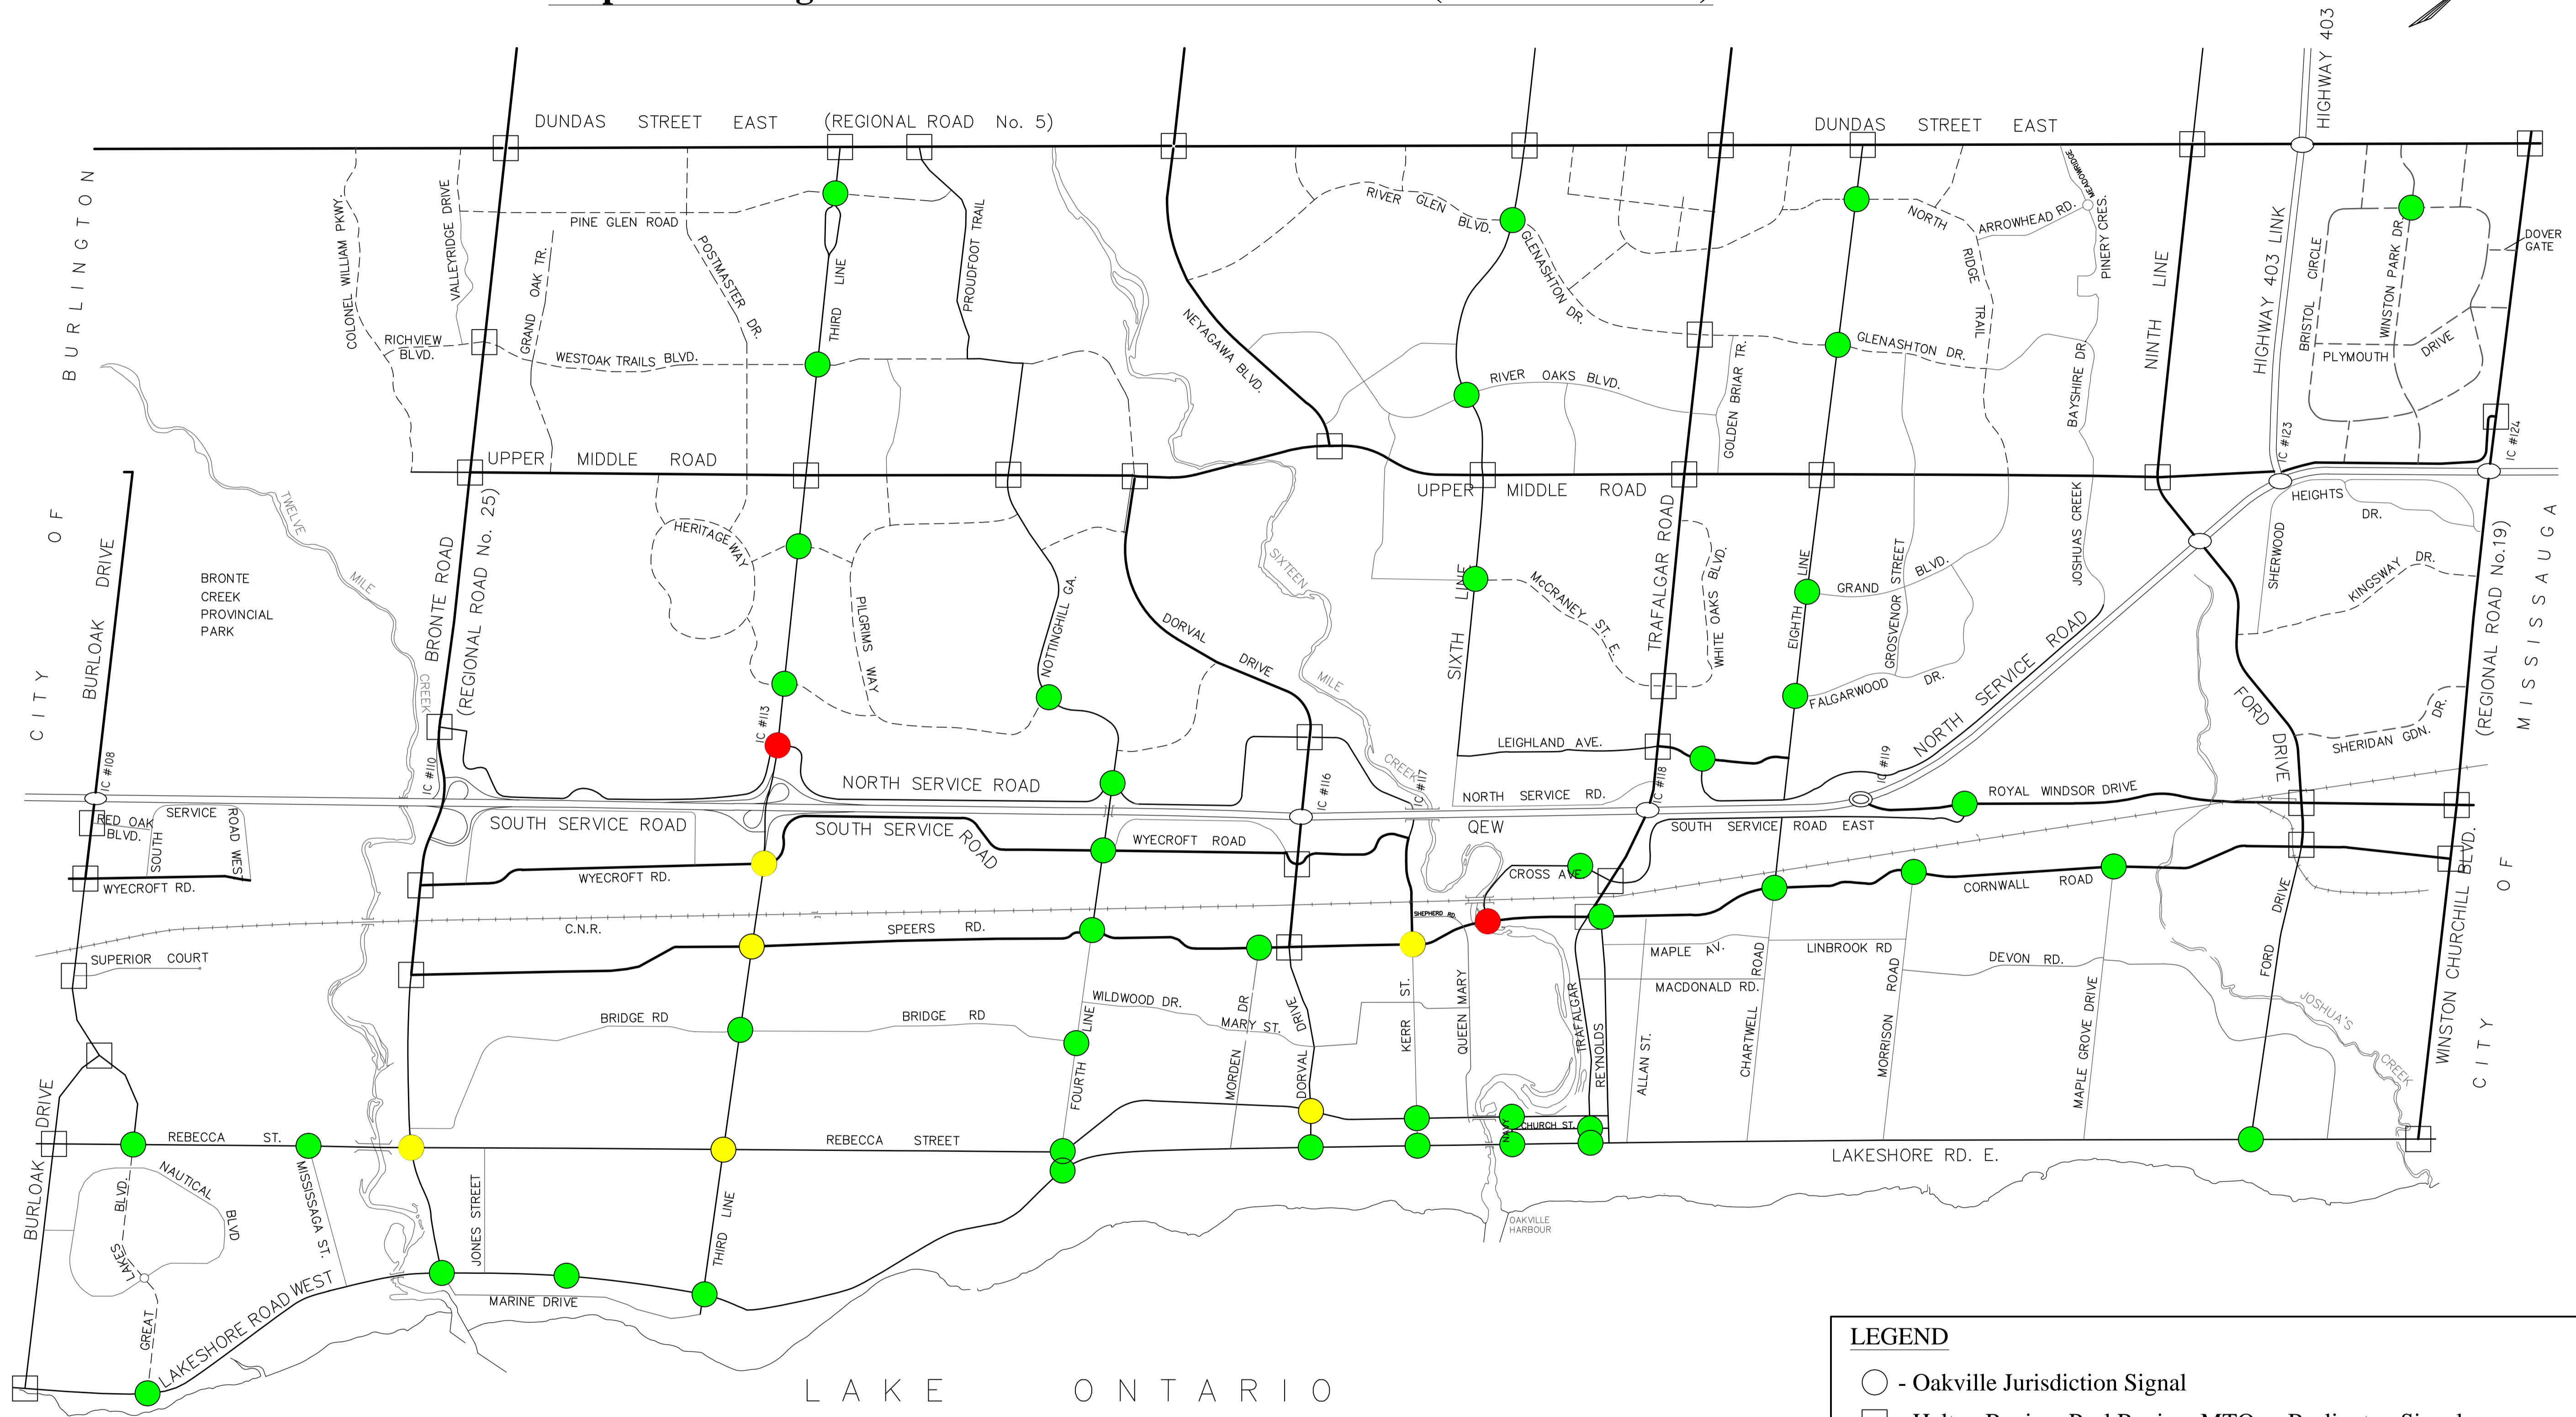 HIGHWAY 403
DUNDAS STREET EAST (REGIONAL ROAD No. 5)
DUNDAS STREET EAST
BURLINGTON
COLONEL WILLIAM PKWY.
VALLEYRIDGE DRIVE
PINE GLEN ROAD
GRAND OAK TR.
POSTMASTER DR.
THIRD LINE
PROUDFOOT TRAIL
RIVER GLEN BLVD.
GLENASHTON DR.
NORTH RIDGE TRAIL
ARROWHEAD RD.
MEADOWRIDGE
PINERY CRES.
NINTH LINE
HIGHWAY 403 LINK
BRISTOL CIRCLE
WINSTON PARK DR.
DOVER
GATE
PLYMOUTH DRIVE
RICHVIEW
BLVD.
WESTOAK TRAILS BLVD.
NEYAGAWA BLVD.
RIVER OAKS BLVD.
GOLDEN BRIAR TR.
GLENASHTON DR.
BAYSHIRE DR.
IC #123
IC #124
UPPER MIDDLE ROAD
UPPER MIDDLE ROAD
HEIGHTS
DR.
CITY OF
BURLOAK DRIVE
TWELVE
MILE
CREEK
BRONTE
CREEK
PROVINCIAL
PARK
BRONTE ROAD
(REGIONAL ROAD No. 25)
HERITAGE WAY
PILGRIMS WAY
NOTTINGHILL GA.
DORVAL DRIVE
SIXTEEN
MILE
CREEK
SIXTH LINE
McCRANEY ST. E.
TRAFALGAR ROAD
WHITE OAKS BLVD.
EIGHTH LINE
GRAND BLVD.
GROSVENOR STREET
FALGARWOOD DR.
JOSHUAS CREEK
NORTH SERVICE ROAD
SHERWOOD
KINGSWAY DR.
FORD DRIVE
SHERIDAN GDN. DR.
(REGIONAL ROAD No.19)
MISSISSAUGA
IC #108
IC #110
IC #113
IC #116
IC #117
IC #118
IC #119
LEIGHLAND AVE.
NORTH SERVICE ROAD
NORTH SERVICE RD.
ROYAL WINDSOR DRIVE
RED OAK
BLVD.
SOUTH
SERVICE
ROAD WEST
SOUTH SERVICE ROAD
SOUTH SERVICE ROAD
WYECROFT ROAD
QEW
SOUTH SERVICE ROAD EAST
WYECROFT RD.
WYECROFT RD.
CROSS AVE.
CORNWALL ROAD
WINSTON CHURCHILL BLVD.
CITY OF
C.N.R.
SPEERS RD.
SHEPHERD RD
SUPERIOR COURT
MAPLE AV.
LINBROOK RD
DEVON RD.
MACDONALD RD.
WILDWOOD DR.
MARY ST.
BRIDGE RD
BRIDGE RD
FOURTH LINE
MORDEN DR
DORVAL DRIVE
KERR ST.
QUEEN MARY
TRAFALGAR
REYNOLDS
ALLAN ST.
CHARTWELL ROAD
MORRISON ROAD
MAPLE GROVE DRIVE
FORD DRIVE
JOSHUA'S
CREEK
BURLOAK DRIVE
REBECCA ST.
REBECCA STREET
NAVY
CHURCH ST.
LAKESHORE RD. E.
NAUTICAL BLVD
GREAT LAKES BLVD.
MISSISSAGA ST.
JONES STREET
THIRD LINE
OAKVILLE
HARBOUR
LAKESHORE ROAD WEST
MARINE DRIVE
LAKE ONTARIO
LEGEND
- Oakville Jurisdiction Signal